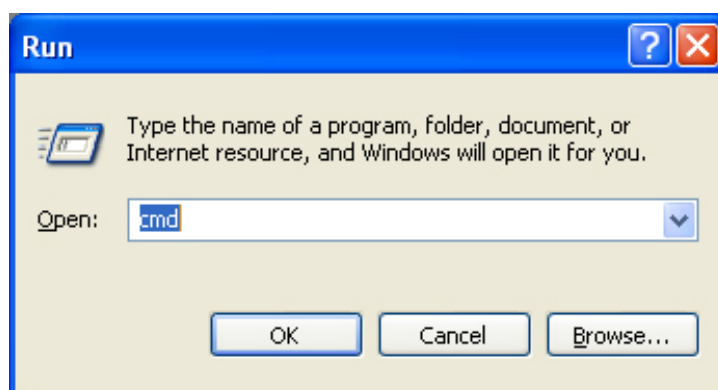 Run
Type the name of a program, folder, document, or
Internet resource, and Windows will open it for you.
Open: cmd
OK Cancel Browse...